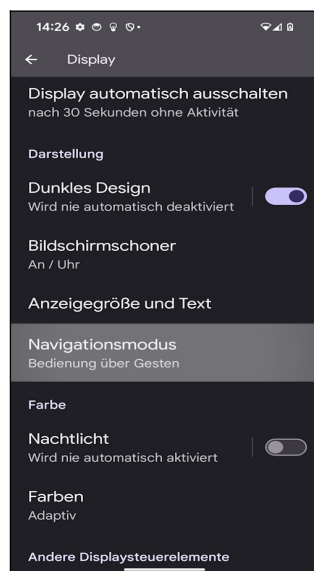 14:26
Display
Display automatisch ausschalten
nach 30 Sekunden ohne Aktivität
Darstellung
Dunkles Design
Wird nie automatisch deaktiviert
Bildschirmschoner
An / Uhr
Anzeigegröße und Text
Navigationsmodus
Bedienung über Gesten
Farbe
Nachtlicht
Wird nie automatisch aktiviert
Farben
Adaptiv
Andere Displaysteuerelemente